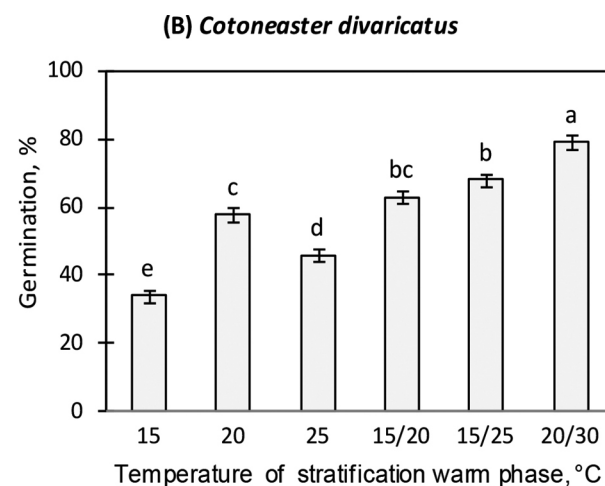 (B) Cotoneaster divaricatus
100
80
60
40
20
0
Germination, %
e
c
d
bc
b
a
15 20 25 15/20 15/25 20/30
Temperature of stratification warm phase, °C